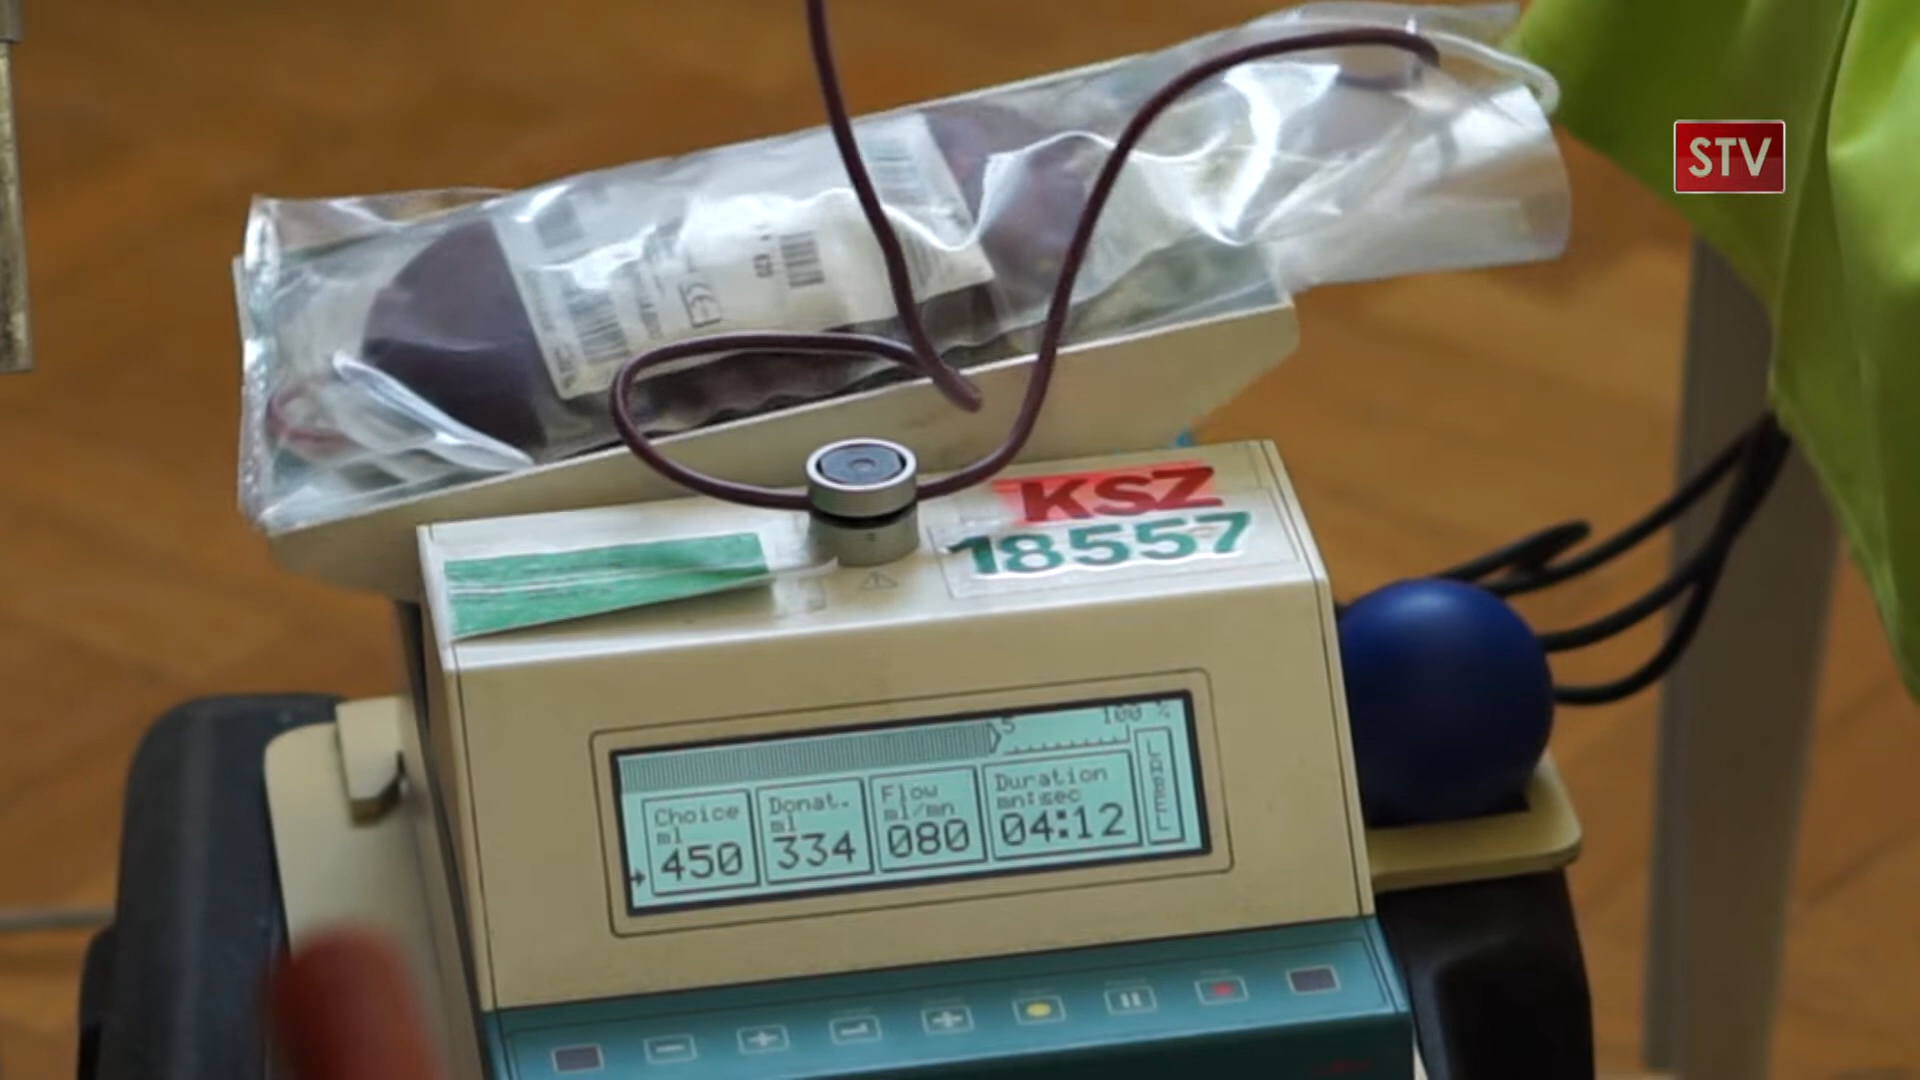 STV
CE
KSZ
18557
5
100 %
Choice
ml
450
Donat.
ml
334
Flow
ml/mn
080
Duration
mn:sec
04:12
LABEL